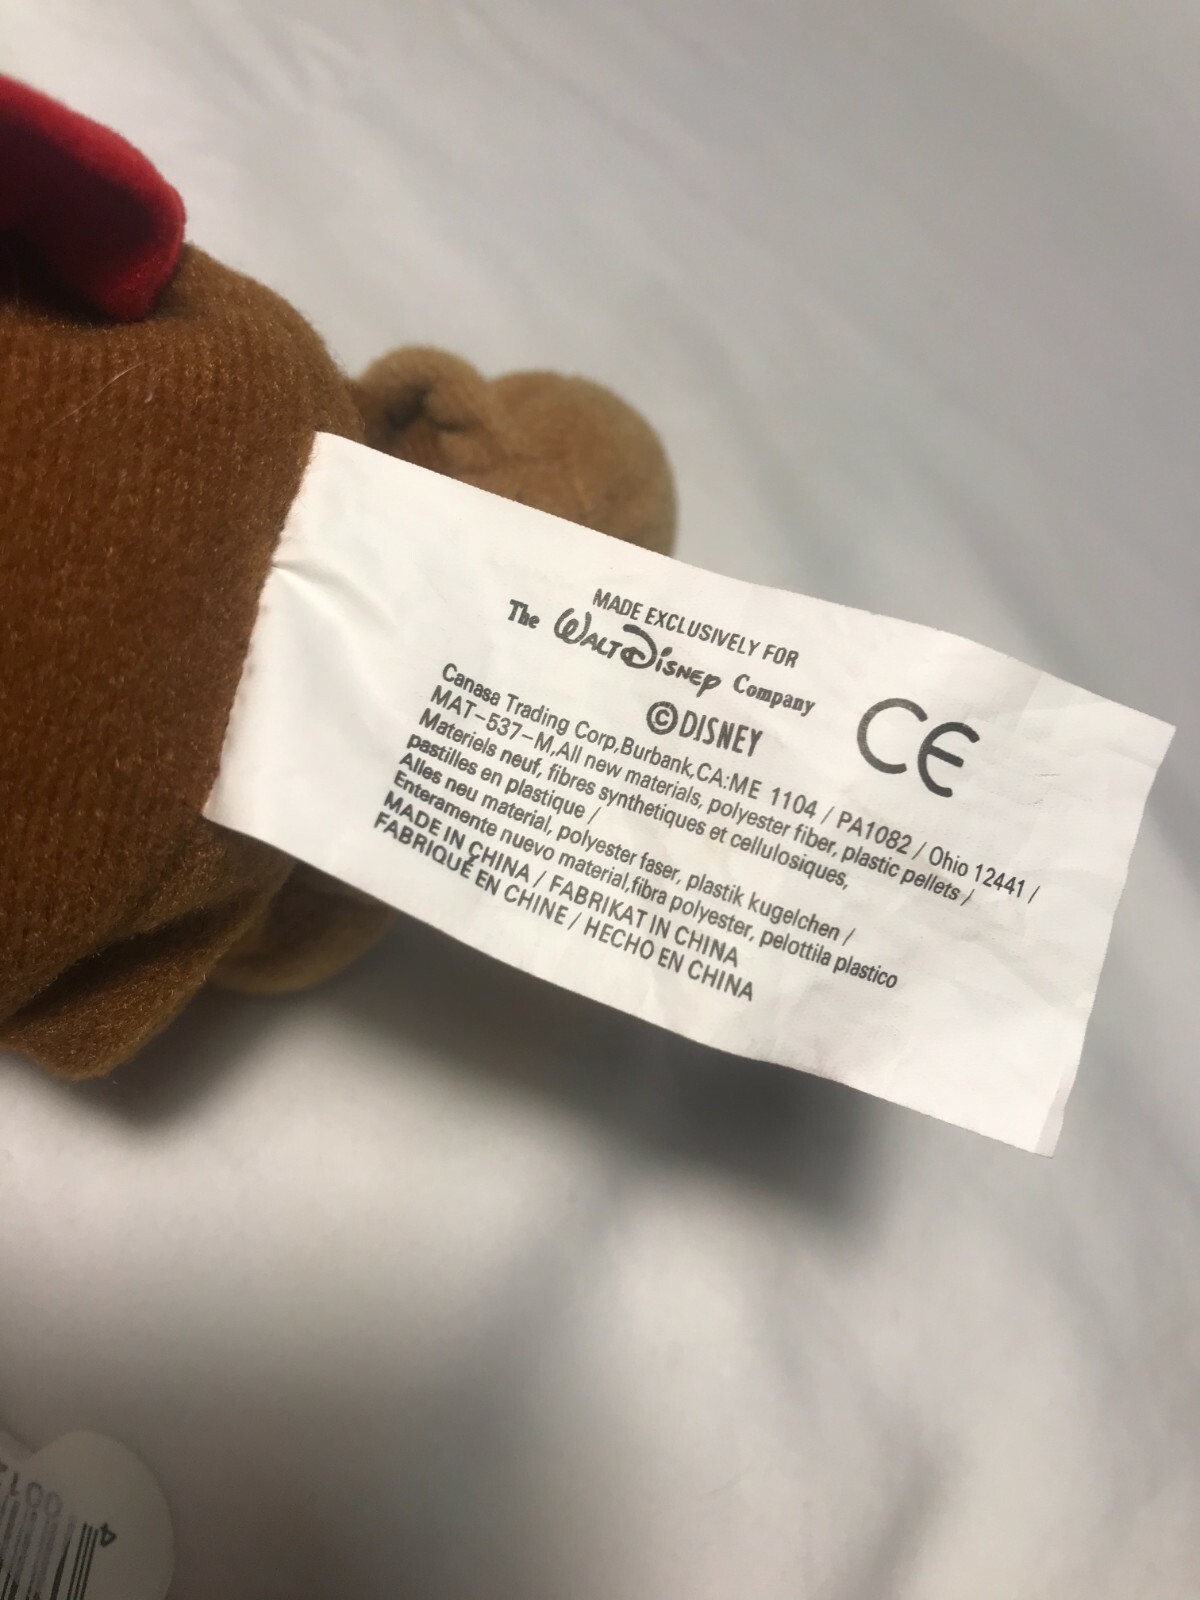 MADE EXCLUSIVELY FOR
The WALT DISNEY Company
©DISNEY
CE
Canasa Trading Corp,Burbank,CA:ME 1104 / PA1082 / Ohio 12441 /
MAT-537-M,All new materials, polyester fiber, plastic pellets /
Materiels neuf, fibres synthetiques et cellulosiques,
pastilles en plastique /
Alles neu material, polyester faser, plastik kugelchen /
Enteramente nuevo material,fibra polyester, pelottila plastico
MADE IN CHINA / FABRIKAT IN CHINA
FABRIQUÉ EN CHINE / HECHO EN CHINA
4